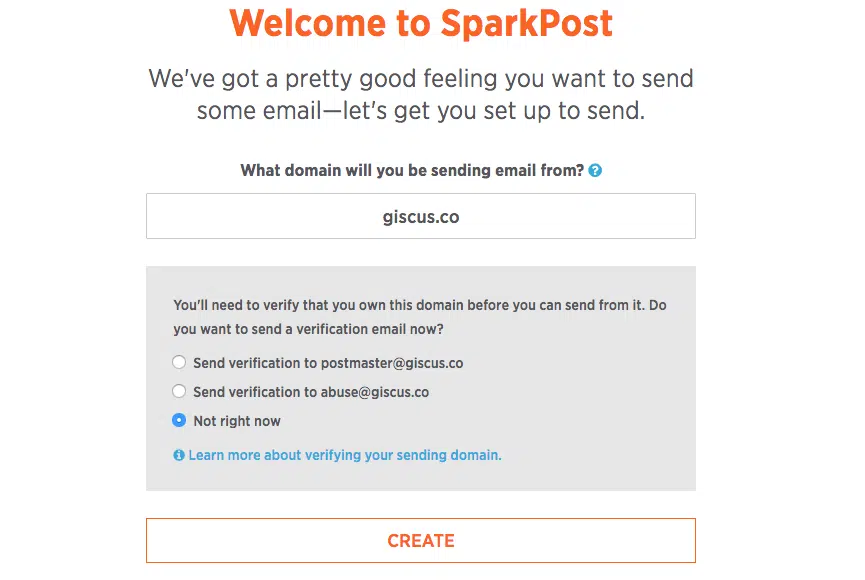 Welcome to SparkPost
We've got a pretty good feeling you want to send
some email—let's get you set up to send.
What domain will you be sending email from? ?
giscus.co
You'll need to verify that you own this domain before you can send from it. Do
you want to send a verification email now?
Send verification to postmaster@giscus.co
Send verification to abuse@giscus.co
Not right now
Learn more about verifying your sending domain.
CREATE